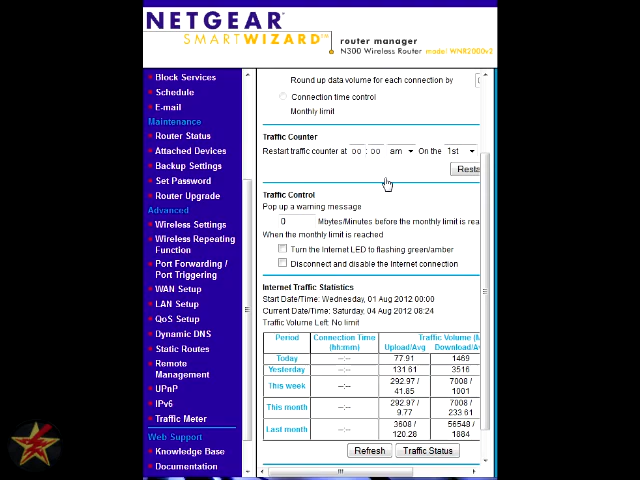 NETGEAR
SMARTWIZARD™
router manager
N300 Wireless Router model WNR2000v2
Block Services
Schedule
E-mail
Maintenance
Router Status
Attached Devices
Backup Settings
Set Password
Router Upgrade
Advanced
Wireless Settings
Wireless Repeating
Function
Port Forwarding /
Port Triggering
WAN Setup
LAN Setup
QoS Setup
Dynamic DNS
Static Routes
Remote
Management
UPnP
IPv6
Traffic Meter
Web Support
Knowledge Base
Documentation
Round up data volume for each connection by
Connection time control
Monthly limit
Traffic Counter
Restart traffic counter at 00 : 00 am On the 1st
Resta
Traffic Control
Pop up a warning message
0 Mbytes/Minutes before the monthly limit is rea
When the monthly limit is reached
Turn the Internet LED to flashing green/amber
Disconnect and disable the Internet connection
Internet Traffic Statistics
Start Date/Time: Wednesday, 01 Aug 2012 00:00
Current Date/Time: Saturday, 04 Aug 2012 08:24
Traffic Volume Left: No limit
Period Connection Time Traffic Volume (M
(hh:mm) Upload/Avg Download/A
Today --:-- 77.91 1469
Yesterday --:-- 131.61 3516
This week --:-- 292.97 / 41.85 7008 / 1001
This month --:-- 292.97 / 9.77 7008 / 233.61
Last month --:-- 3608 / 120.28 56548 / 1884
Refresh Traffic Status